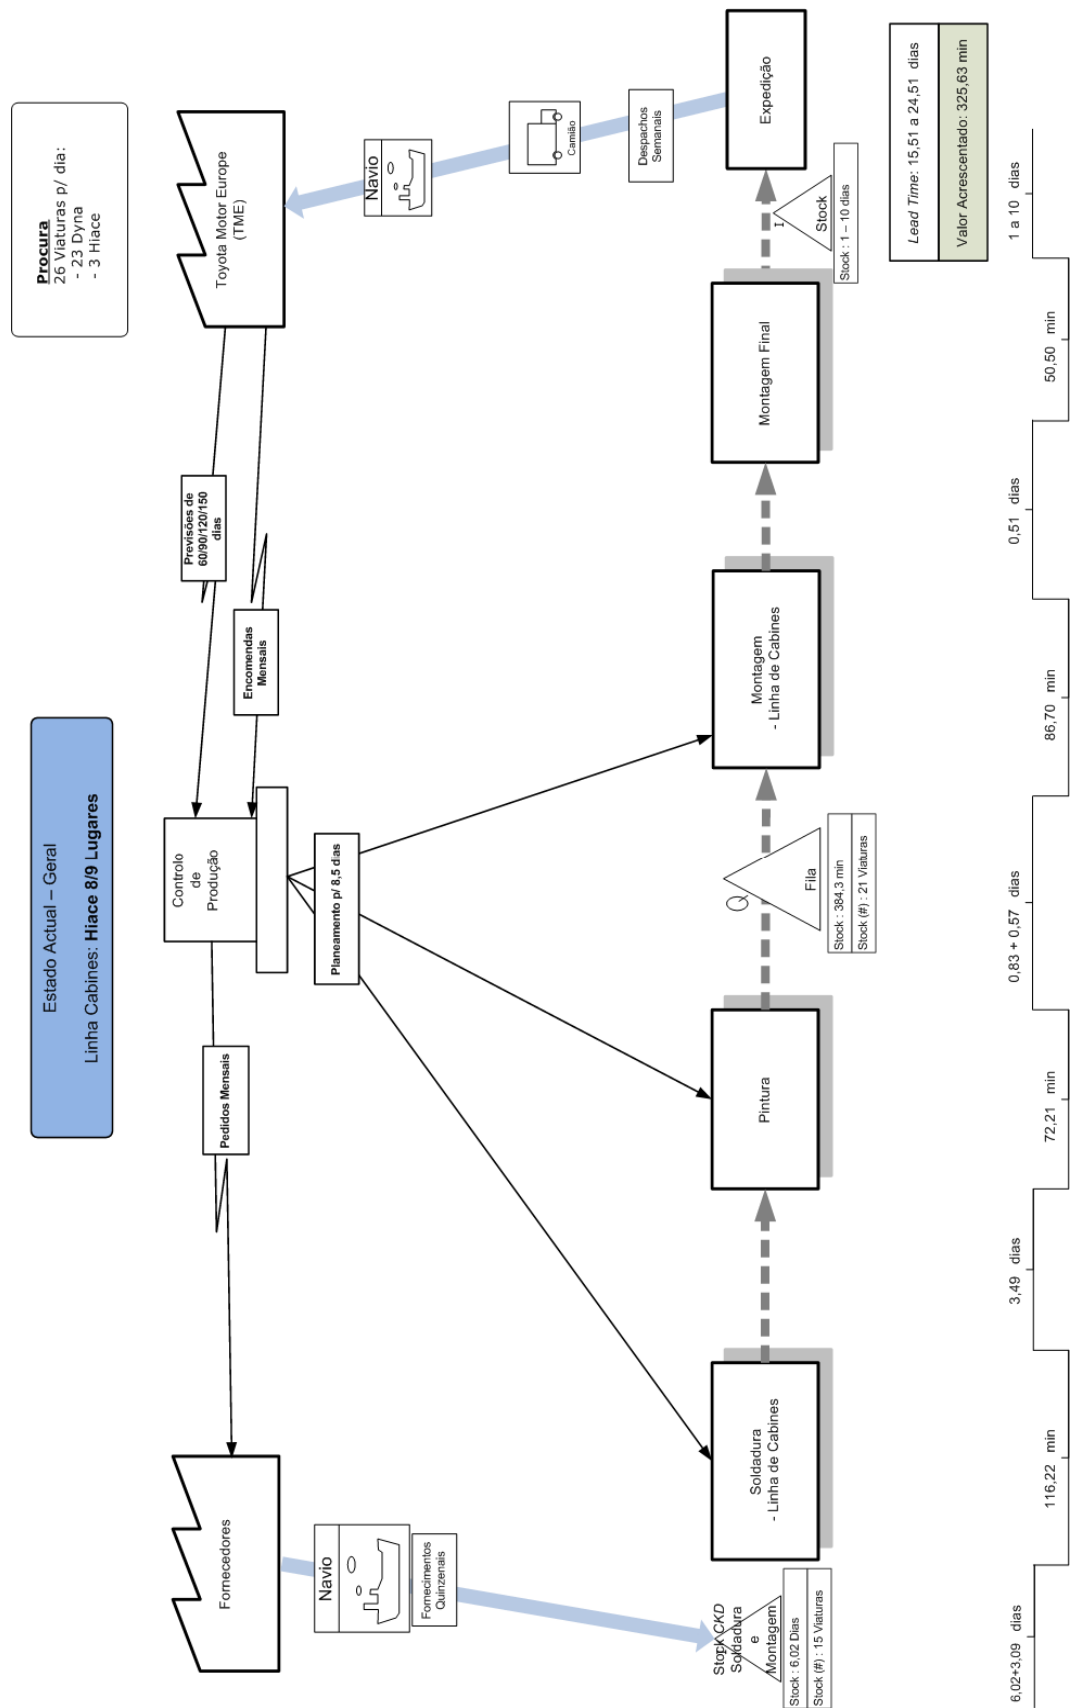 Estado Actual – Geral
Linha Cabines: Hiace 8/9 Lugares
Procura
26 Viaturas p/ dia:
- 23 Dyna
- 3 Hiace
Fornecedores
Pedidos Mensais
Controlo
de
Produção
Previsões de
60/90/120/150
dias
Encomendas
Mensais
Toyota Motor Europe
(TME)
Navio
Fornecimentos
Quinzenais
Planeamento p/ 8,5 dias
Navio
Camião
Despachos
Semanais
Stock CKD
Soldadura
e
Montagem
I
Stock : 6,02 Dias
Stock (#) : 15 Viaturas
Soldadura
- Linha de Cabines
Pintura
Q
Fila
Stock : 384,3 min
Stock (#) : 21 Viaturas
Montagem
- Linha de Cabines
Montagem Final
I
Stock
Stock : 1 – 10 dias
Expedição
Lead Time: 15,51 a 24,51 dias
Valor Acrescentado: 325,63 min
6,02+3,09 dias
116,22 min
3,49 dias
72,21 min
0,83 + 0,57 dias
86,70 min
0,51 dias
50,50 min
1 a 10 dias